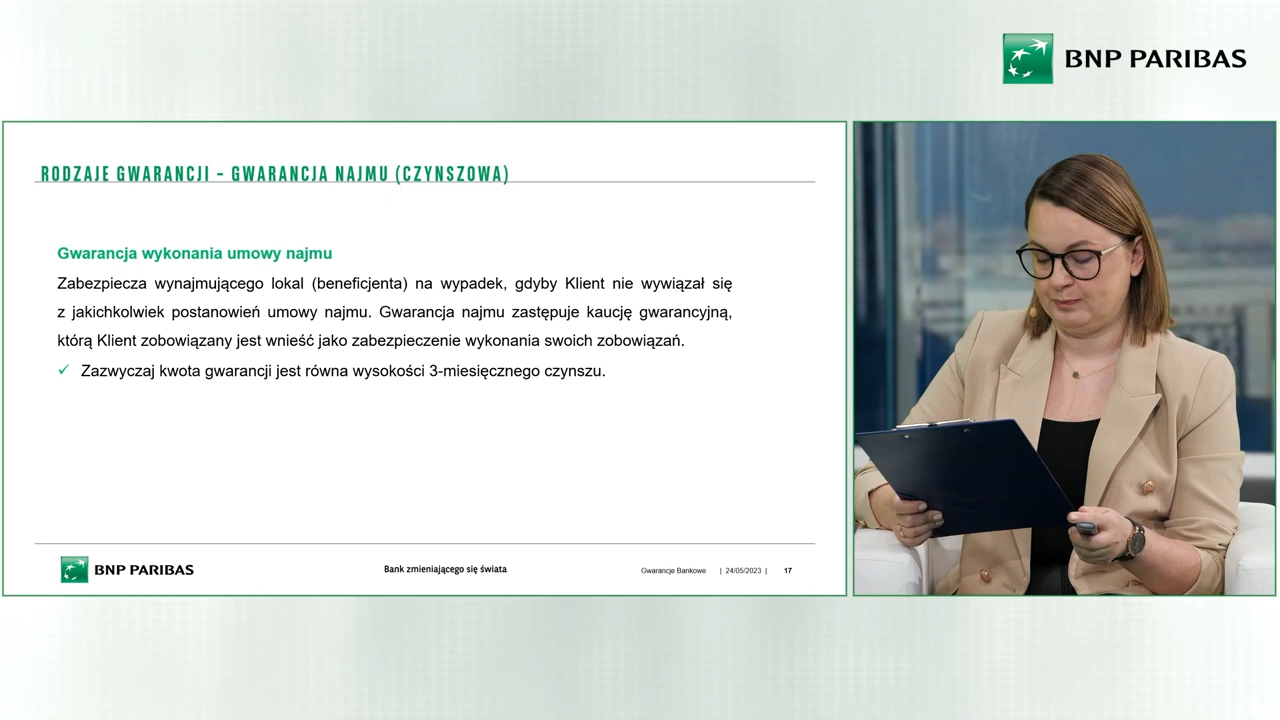 BNP PARIBAS
RODZAJE GWARANCJI – GWARANCJA NAJMU (CZYNSZOWA)
Gwarancja wykonania umowy najmu
Zabezpiecza wynajmującego lokal (beneficjenta) na wypadek, gdyby Klient nie wywiązał się
z jakichkolwiek postanowień umowy najmu. Gwarancja najmu zastępuje kaucję gwarancyjną,
którą Klient zobowiązany jest wnieść jako zabezpieczenie wykonania swoich zobowiązań.
✓ Zazwyczaj kwota gwarancji jest równa wysokości 3-miesięcznego czynszu.
BNP PARIBAS
Bank zmieniającego się świata
Gwarancje Bankowe | 24/05/2023 | 17